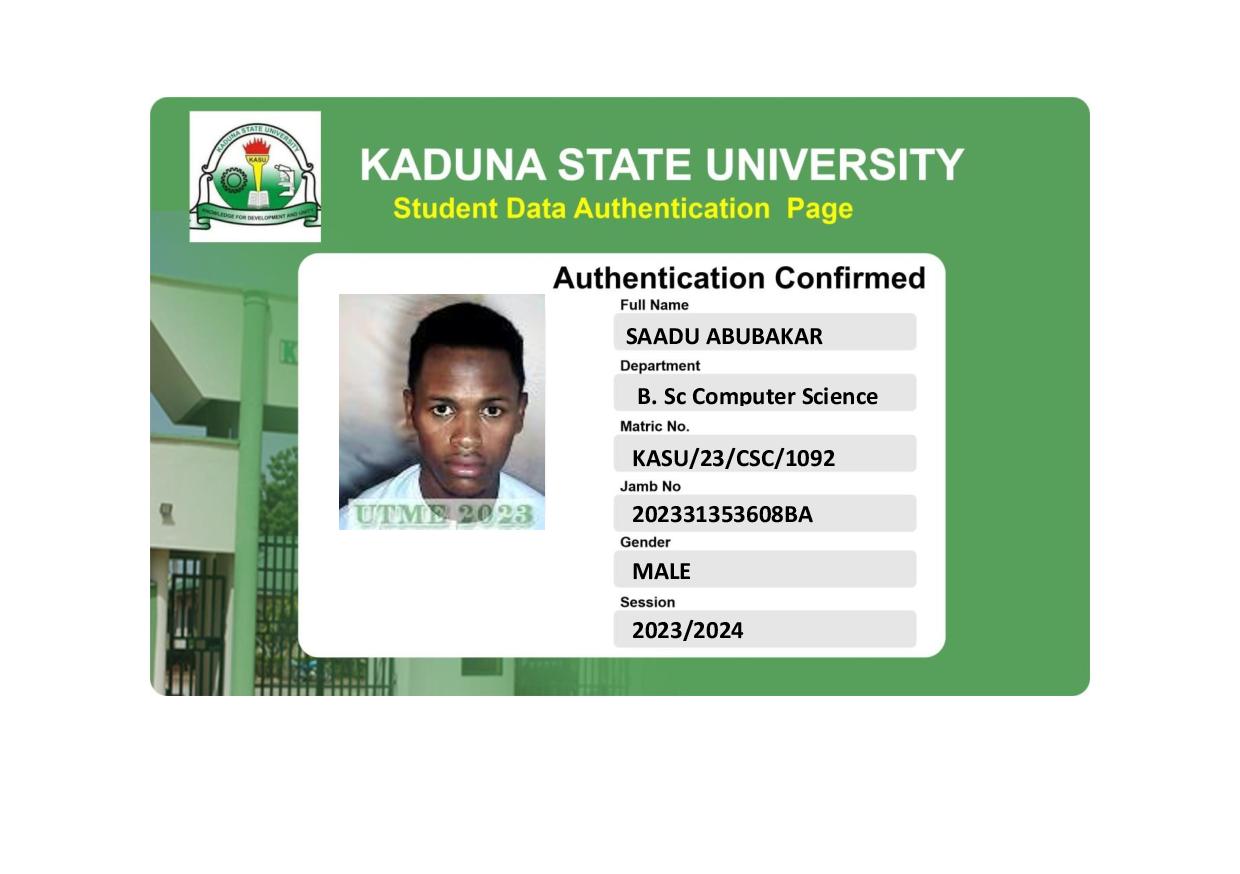 KADUNA STATE UNIVERSITY
KASU
KNOWLEDGE FOR DEVELOPMENT AND UNITY
KADUNA STATE UNIVERSITY
Student Data Authentication Page
Authentication Confirmed
Full Name
SAADU ABUBAKAR
Department
B. Sc Computer Science
Matric No.
KASU/23/CSC/1092
Jamb No
202331353608BA
Gender
MALE
Session
2023/2024
UTME 2023
K